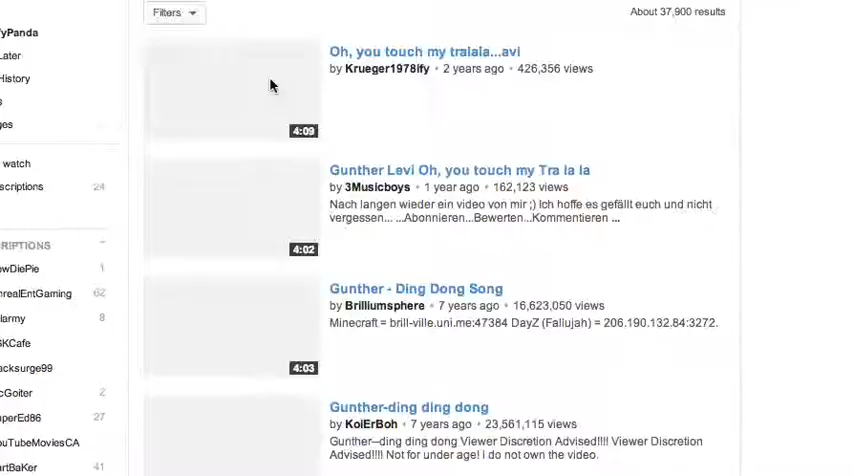 Filters
About 37,900 results
yPanda
Later
History
s
ges
watch
scriptions 24
RIPTIONS
ewDiePie 1
nrealEntGaming 62
larmy 8
SKCafe
acksurge99
cGoiter 2
uperEd86 27
ouTubeMoviesCA
artBaKer 41
Oh, you touch my tralala...avi
by Krueger1978ify • 2 years ago • 426,356 views
4:09
Gunther Levi Oh, you touch my Tra la la
by 3Musicboys • 1 year ago • 162,123 views
Nach langen wieder ein video von mir ;) Ich hoffe es gefällt euch und nicht
vergessen... ...Abonnieren...Bewerten...Kommentieren ...
4:02
Gunther - Ding Dong Song
by Brilliumsphere • 7 years ago • 16,623,050 views
Minecraft = brill-ville.uni.me:47384 DayZ (Fallujah) = 206.190.132.84:3272.
4:03
Gunther-ding ding dong
by KolErBoh • 7 years ago • 23,561,115 views
Gunther--ding ding dong Viewer Discretion Advised!!!! Viewer Discretion
Advised!!!! Not for under age! i do not own the video.